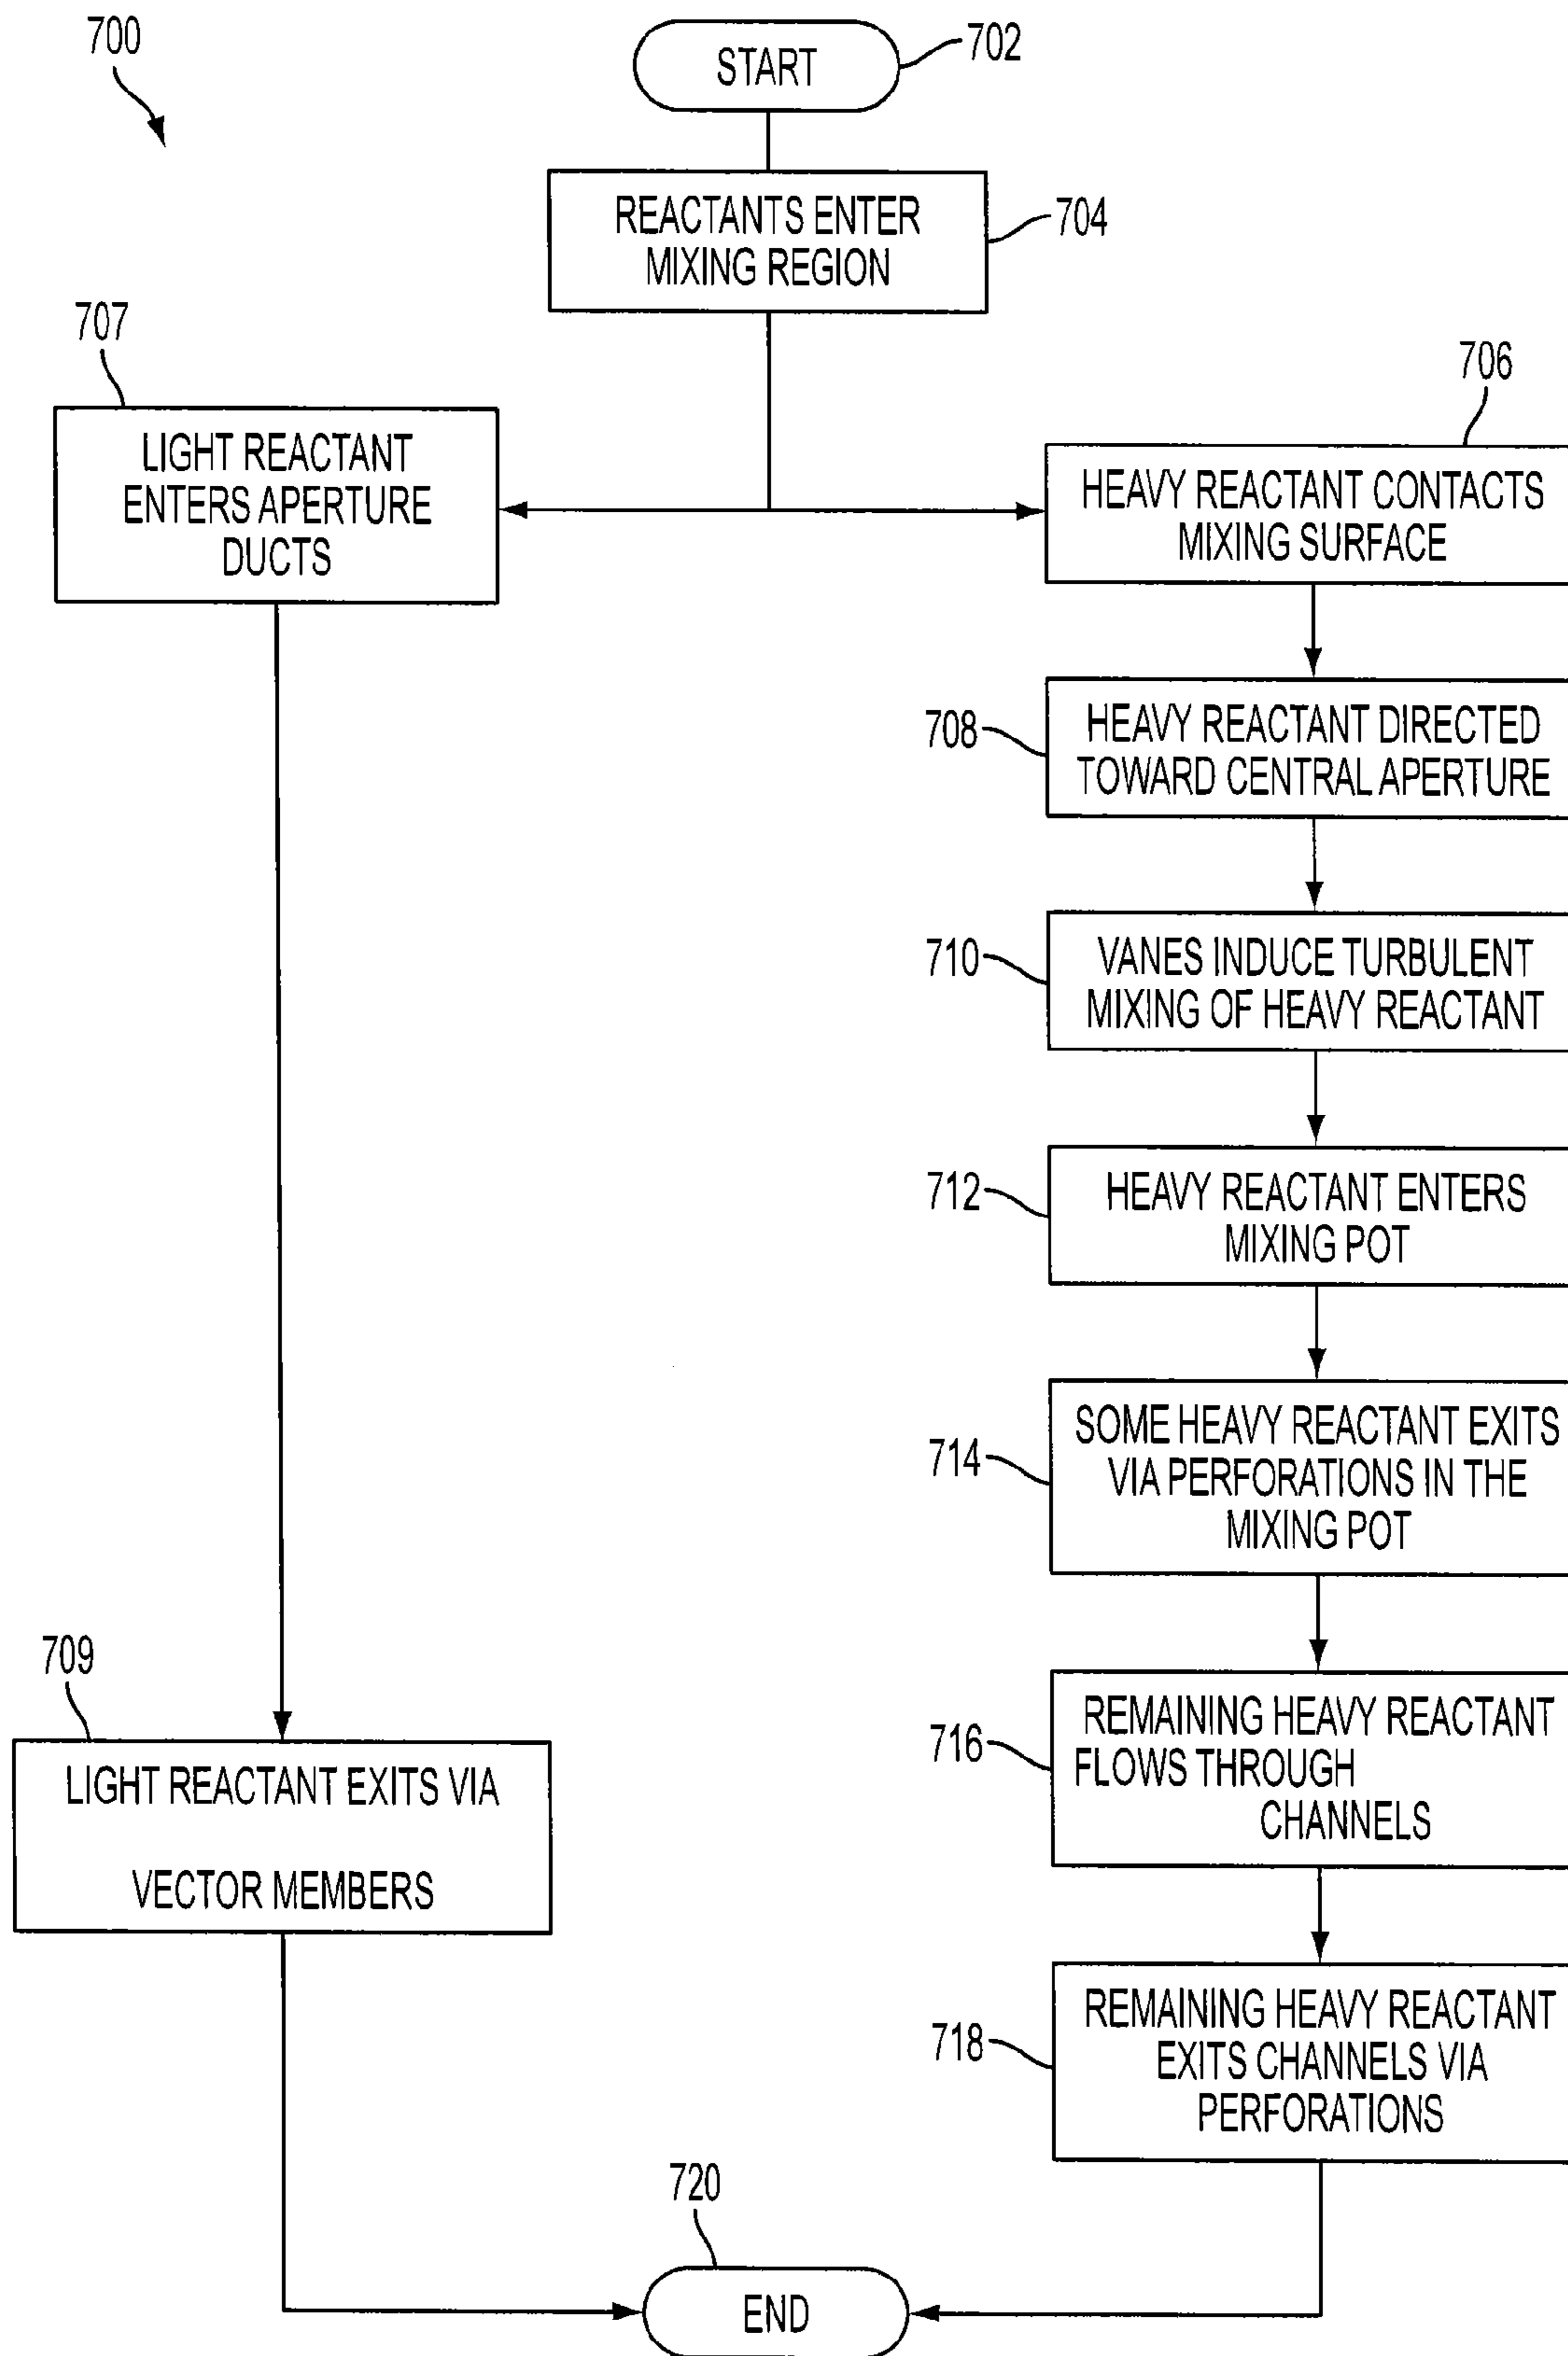 700
START
702
REACTANTS ENTER
MIXING REGION
704
707
LIGHT REACTANT
ENTERS APERTURE
DUCTS
706
HEAVY REACTANT CONTACTS
MIXING SURFACE
708
HEAVY REACTANT DIRECTED
TOWARD CENTRAL APERTURE
710
VANES INDUCE TURBULENT
MIXING OF HEAVY REACTANT
712
HEAVY REACTANT ENTERS
MIXING POT
714
SOME HEAVY REACTANT EXITS
VIA PERFORATIONS IN THE
MIXING POT
709
LIGHT REACTANT EXITS VIA
VECTOR MEMBERS
716
REMAINING HEAVY REACTANT
FLOWS THROUGH
CHANNELS
718
REMAINING HEAVY REACTANT
EXITS CHANNELS VIA
PERFORATIONS
720
END